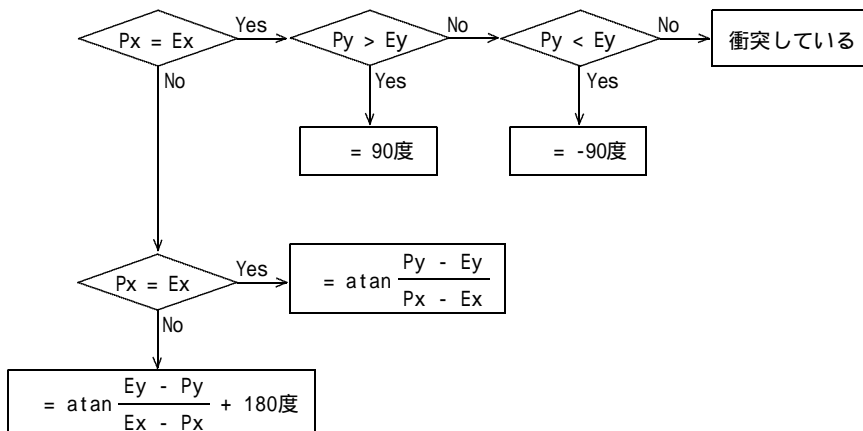 Px = Ex
Yes
Py > Ey
No
Py < Ey
No
衝突している
No
Yes
Yes
= 90度
= -90度
Px = Ex
Yes
= atan
Py - Ey
Px - Ex
No
= atan
Ey - Py
Ex - Px
+ 180度